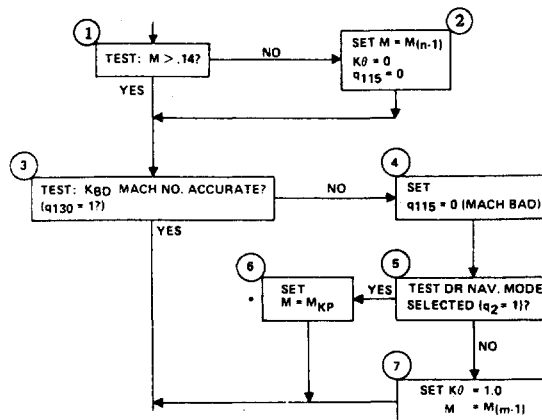 1
TEST: M > .14?
NO
YES
2
SET M = M(n-1)
Kθ = 0
q115 = 0
3
TEST: KBD MACH NO. ACCURATE?
(q130 = 1?)
NO
YES
4
SET
q115 = 0 (MACH BAD)
5
TEST DR NAV. MODE
SELECTED (q2 = 1)?
YES
NO
6
SET
M = MKP
7
SET Kθ = 1.0
M = M(m-1)